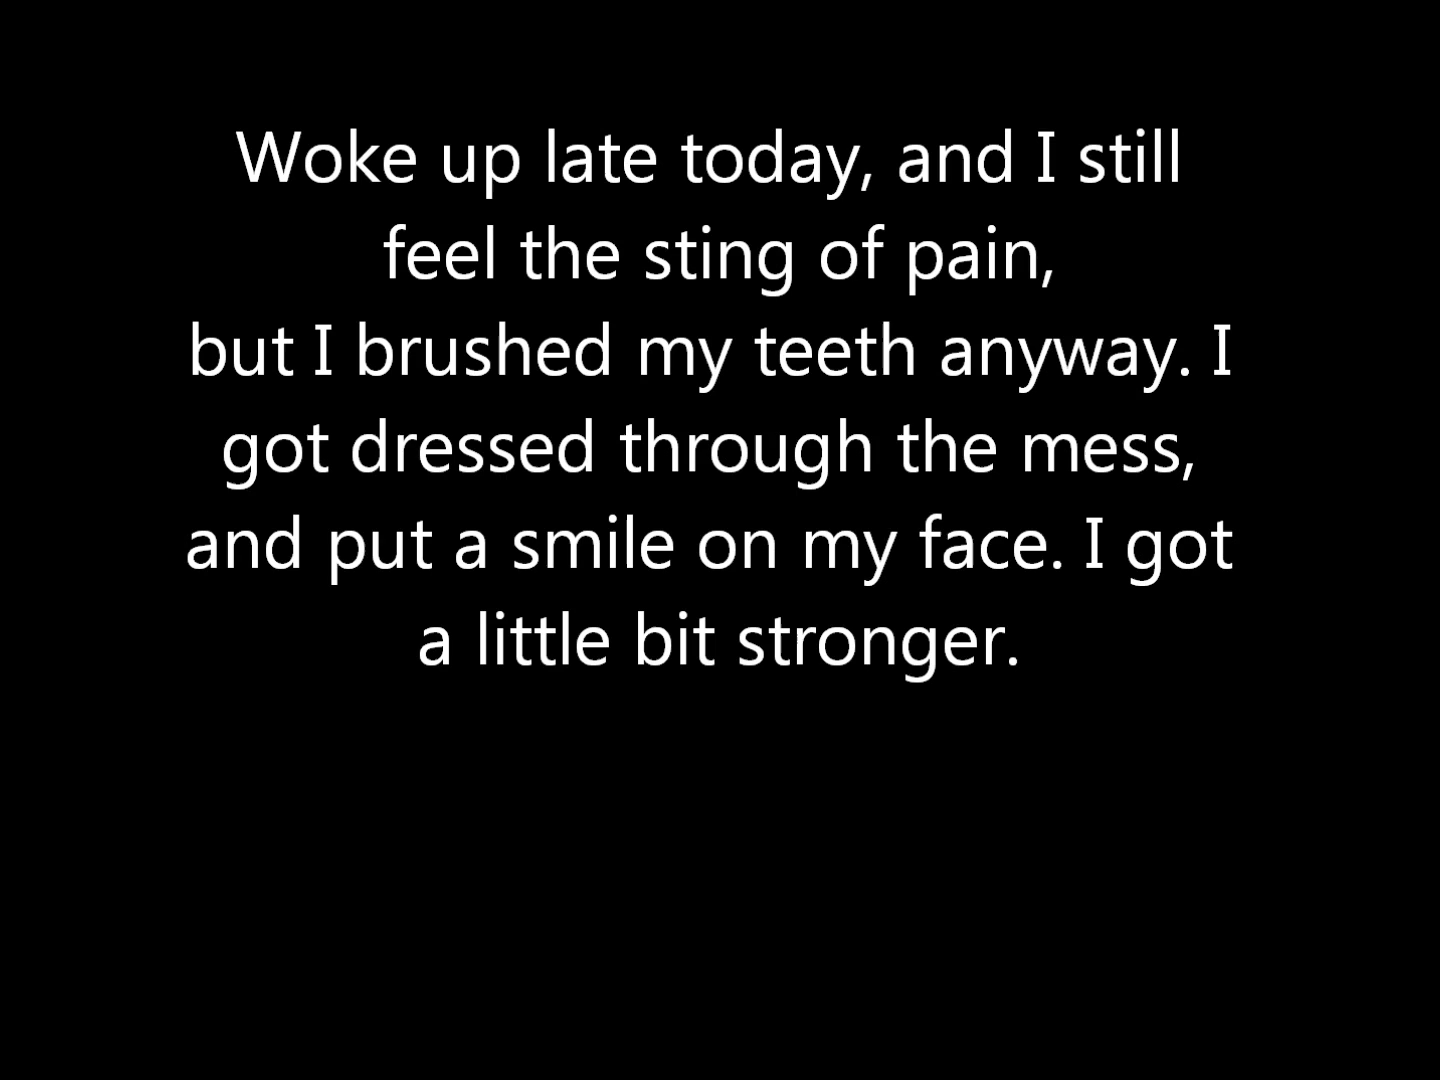 Woke up late today, and I still
feel the sting of pain,
but I brushed my teeth anyway. I
got dressed through the mess,
and put a smile on my face. I got
a little bit stronger.